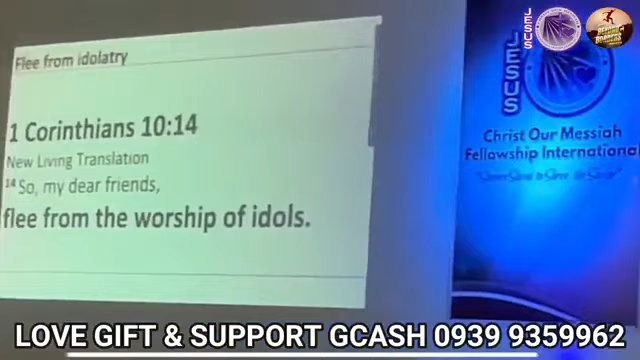 Flee from idolatry
1 Corinthians 10:14
New Living Translation
14 So, my dear friends,
flee from the worship of idols.
JESUS
JESUS
Christ Our Messiah
Fellowship International
LOVE GIFT & SUPPORT GCASH 0939 9359962